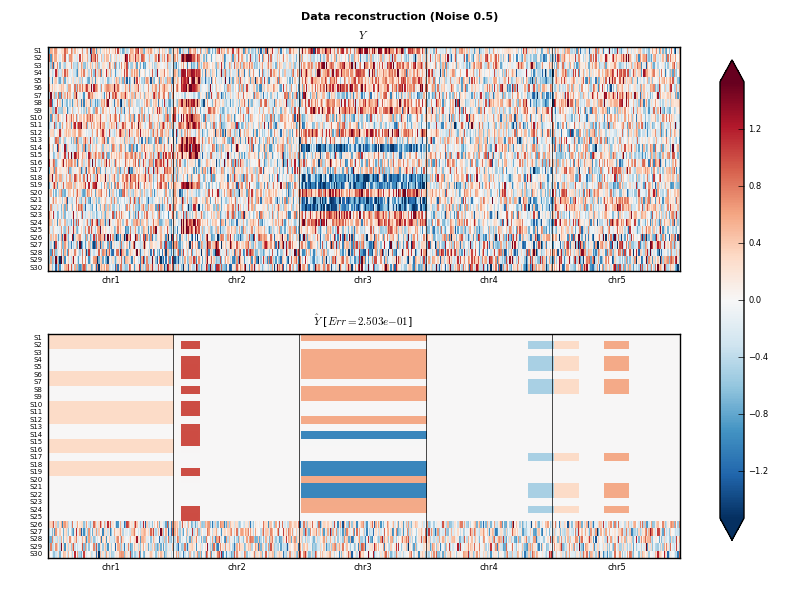 Data reconstruction (Noise 0.5)
Y
S1
S2
S3
S4
S5
S6
S7
S8
S9
S10
S11
S12
S13
S14
S15
S16
S17
S18
S19
S20
S21
S22
S23
S24
S25
S26
S27
S28
S29
S30
chr1 chr2 chr3 chr4 chr5
Ŷ [Err = 2.503e−01]
S1
S2
S3
S4
S5
S6
S7
S8
S9
S10
S11
S12
S13
S14
S15
S16
S17
S18
S19
S20
S21
S22
S23
S24
S25
S26
S27
S28
S29
S30
chr1 chr2 chr3 chr4 chr5
1.2
0.8
0.4
0.0
−0.4
−0.8
−1.2